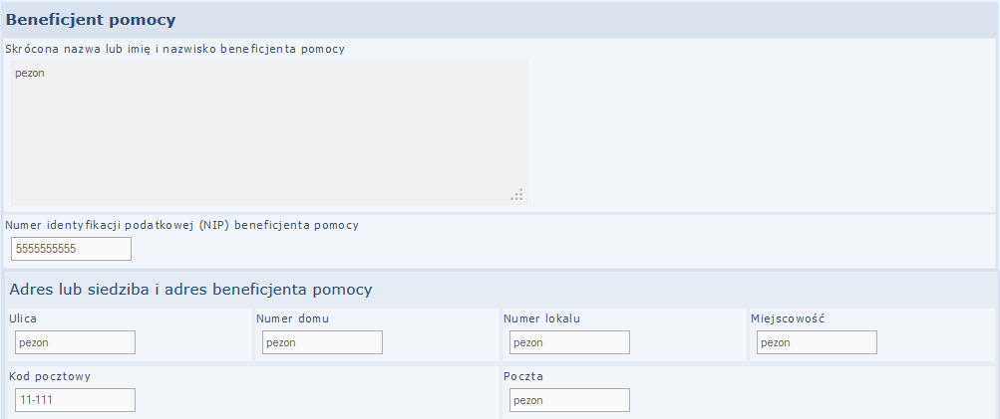 Beneficjent pomocy
Skrócona nazwa lub imię i nazwisko beneficjenta pomocy
pezon
Numer identyfikacji podatkowej (NIP) beneficjenta pomocy
5555555555
Adres lub siedziba i adres beneficjenta pomocy
Ulica Numer domu Numer lokalu Miejscowość
pezon pezon pezon pezon
Kod pocztowy Poczta
11-111 pezon